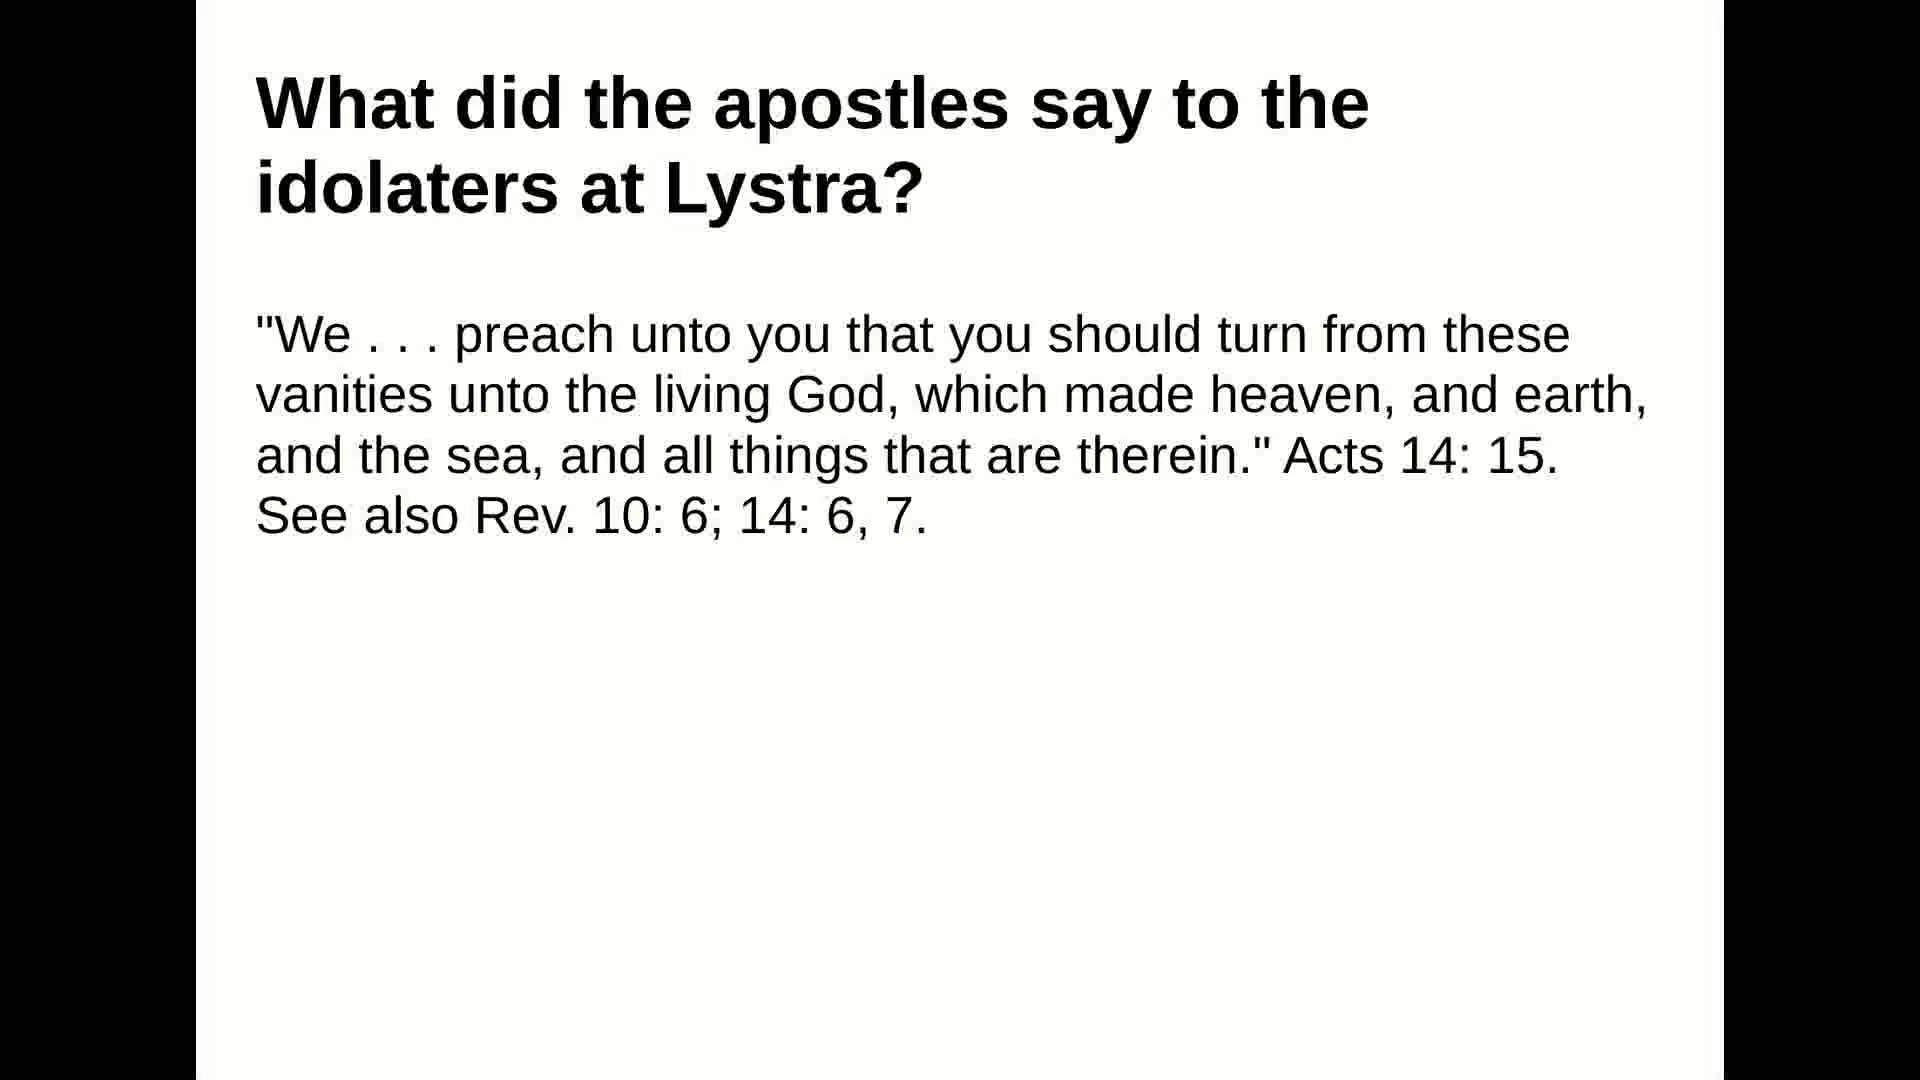 What did the apostles say to the
idolaters at Lystra?
"We . . . preach unto you that you should turn from these
vanities unto the living God, which made heaven, and earth,
and the sea, and all things that are therein." Acts 14: 15.
See also Rev. 10: 6; 14: 6, 7.